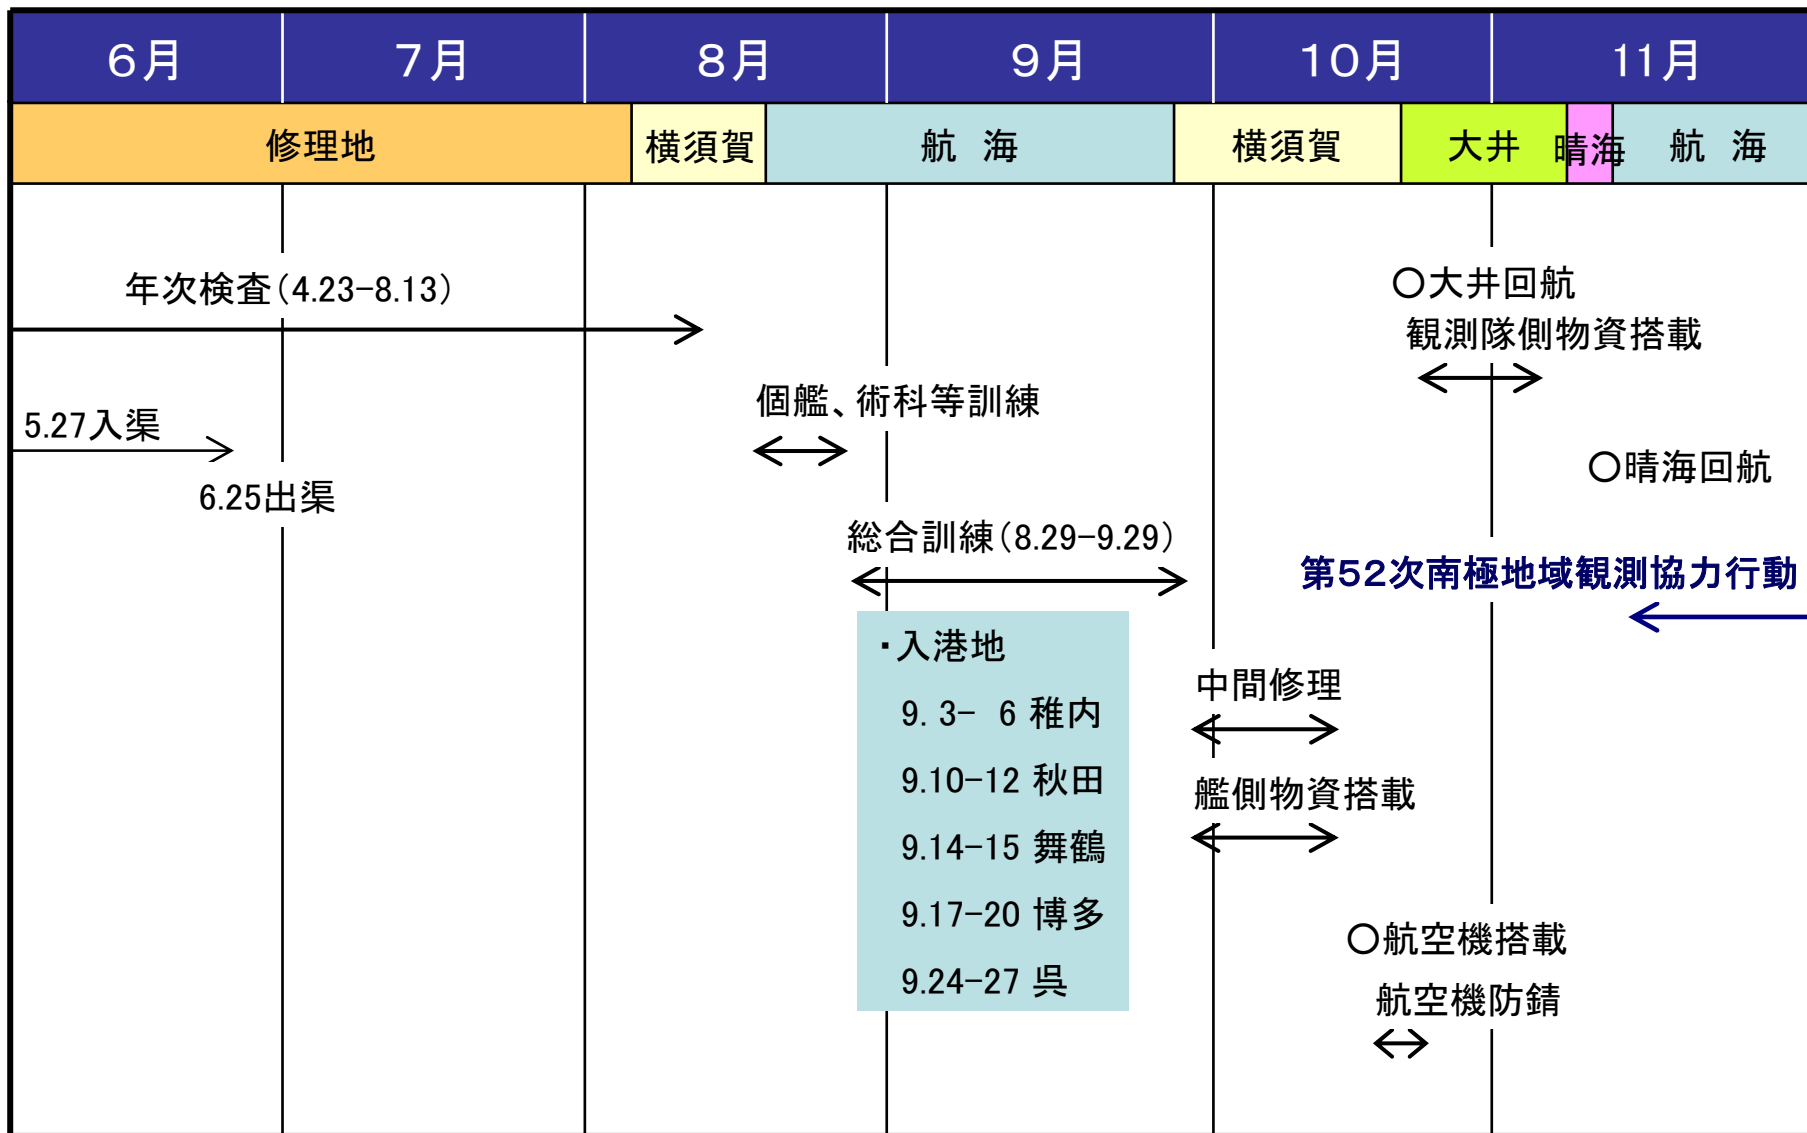 6月 7月 8月 9月 10月 11月
修理地 横須賀 航 海 横須賀 大井 晴海 航 海
年次検査(4.23-8.13)
○大井回航
観測隊側物資搭載
個艦、術科等訓練
5.27入渠
6.25出渠
○晴海回航
総合訓練(8.29-9.29)
第52次南極地域観測協力行動
・入港地
9. 3- 6 稚内
9.10-12 秋田
9.14-15 舞鶴
9.17-20 博多
9.24-27 呉
中間修理
艦側物資搭載
○航空機搭載
航空機防錆